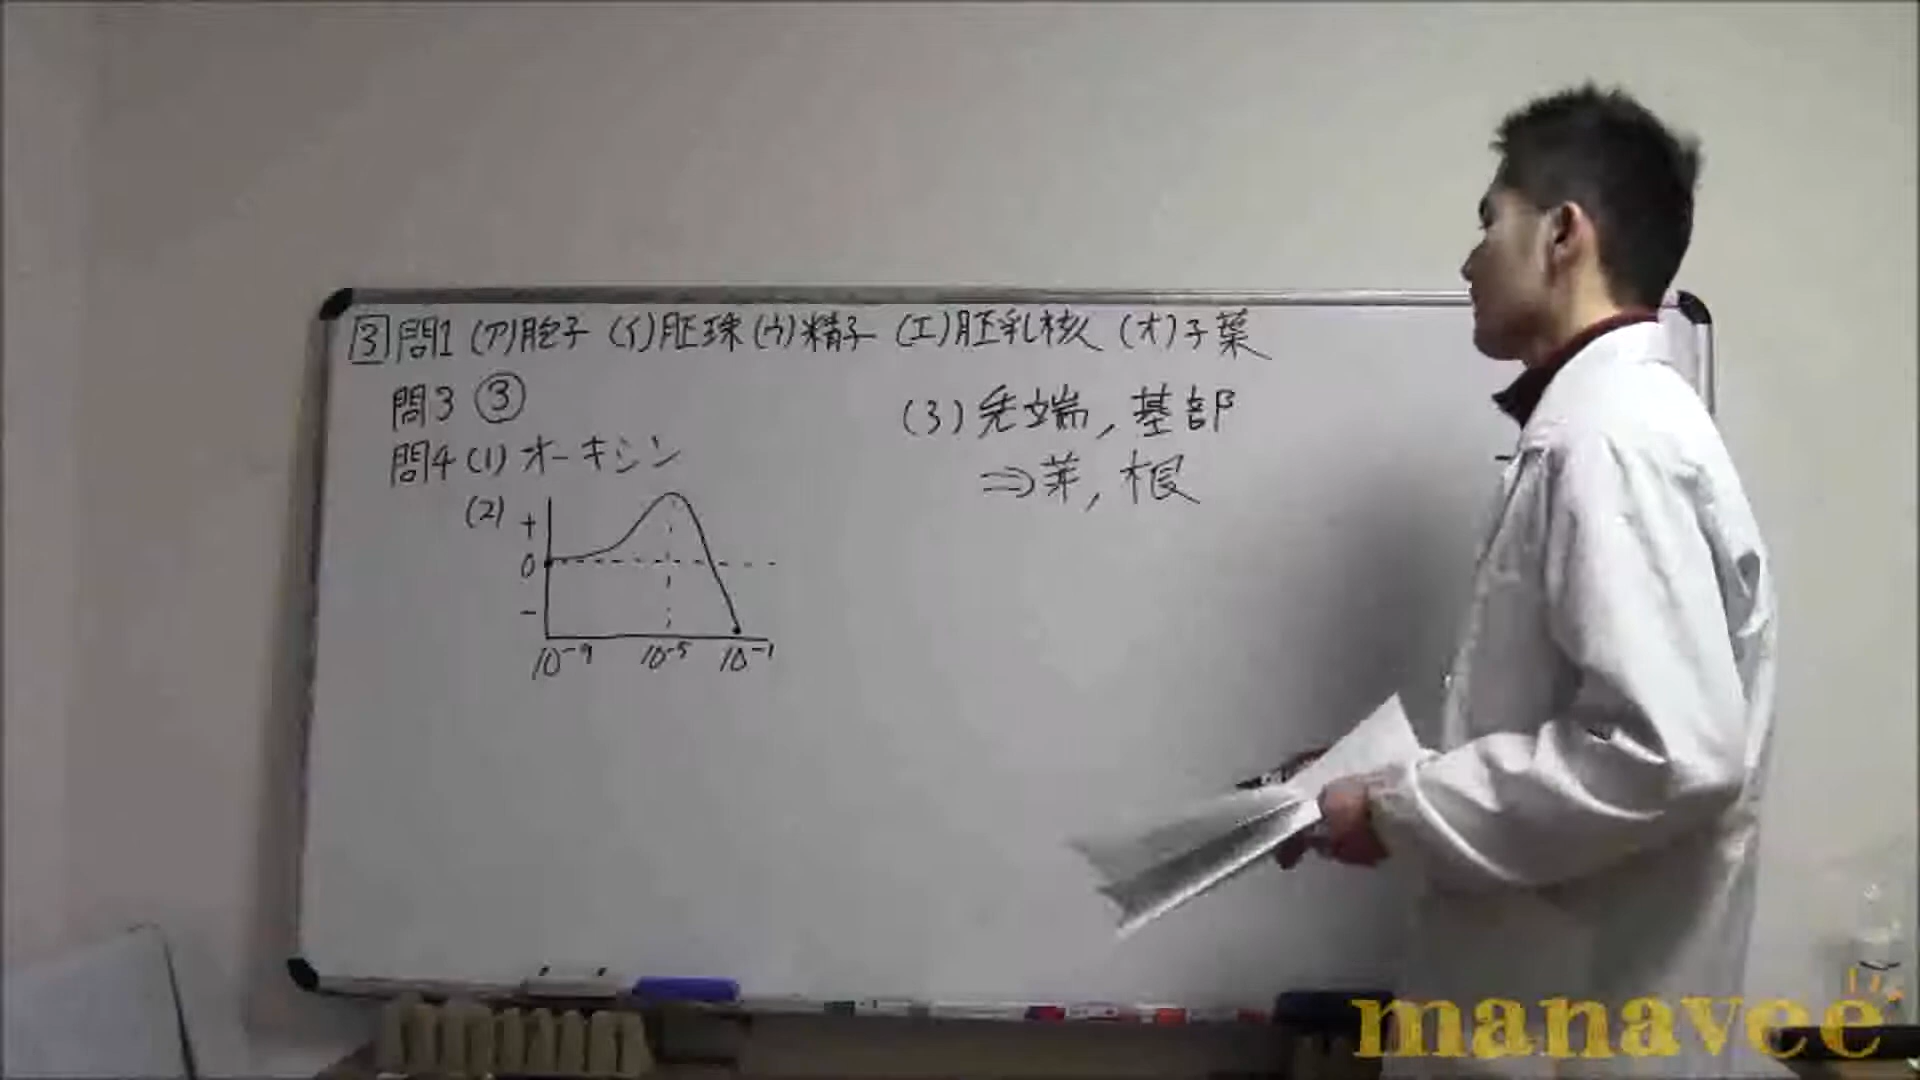 3 問1 (ア)胞子 (イ)胚珠 (ウ)精子 (エ)胚乳核 (オ)子葉
問3 ③
問4 (1) オーキシン
(2)
+
0
-
10⁻⁹ 10⁻⁵ 10⁻¹
(3) 先端, 基部
⇒ 芽, 根
manavee